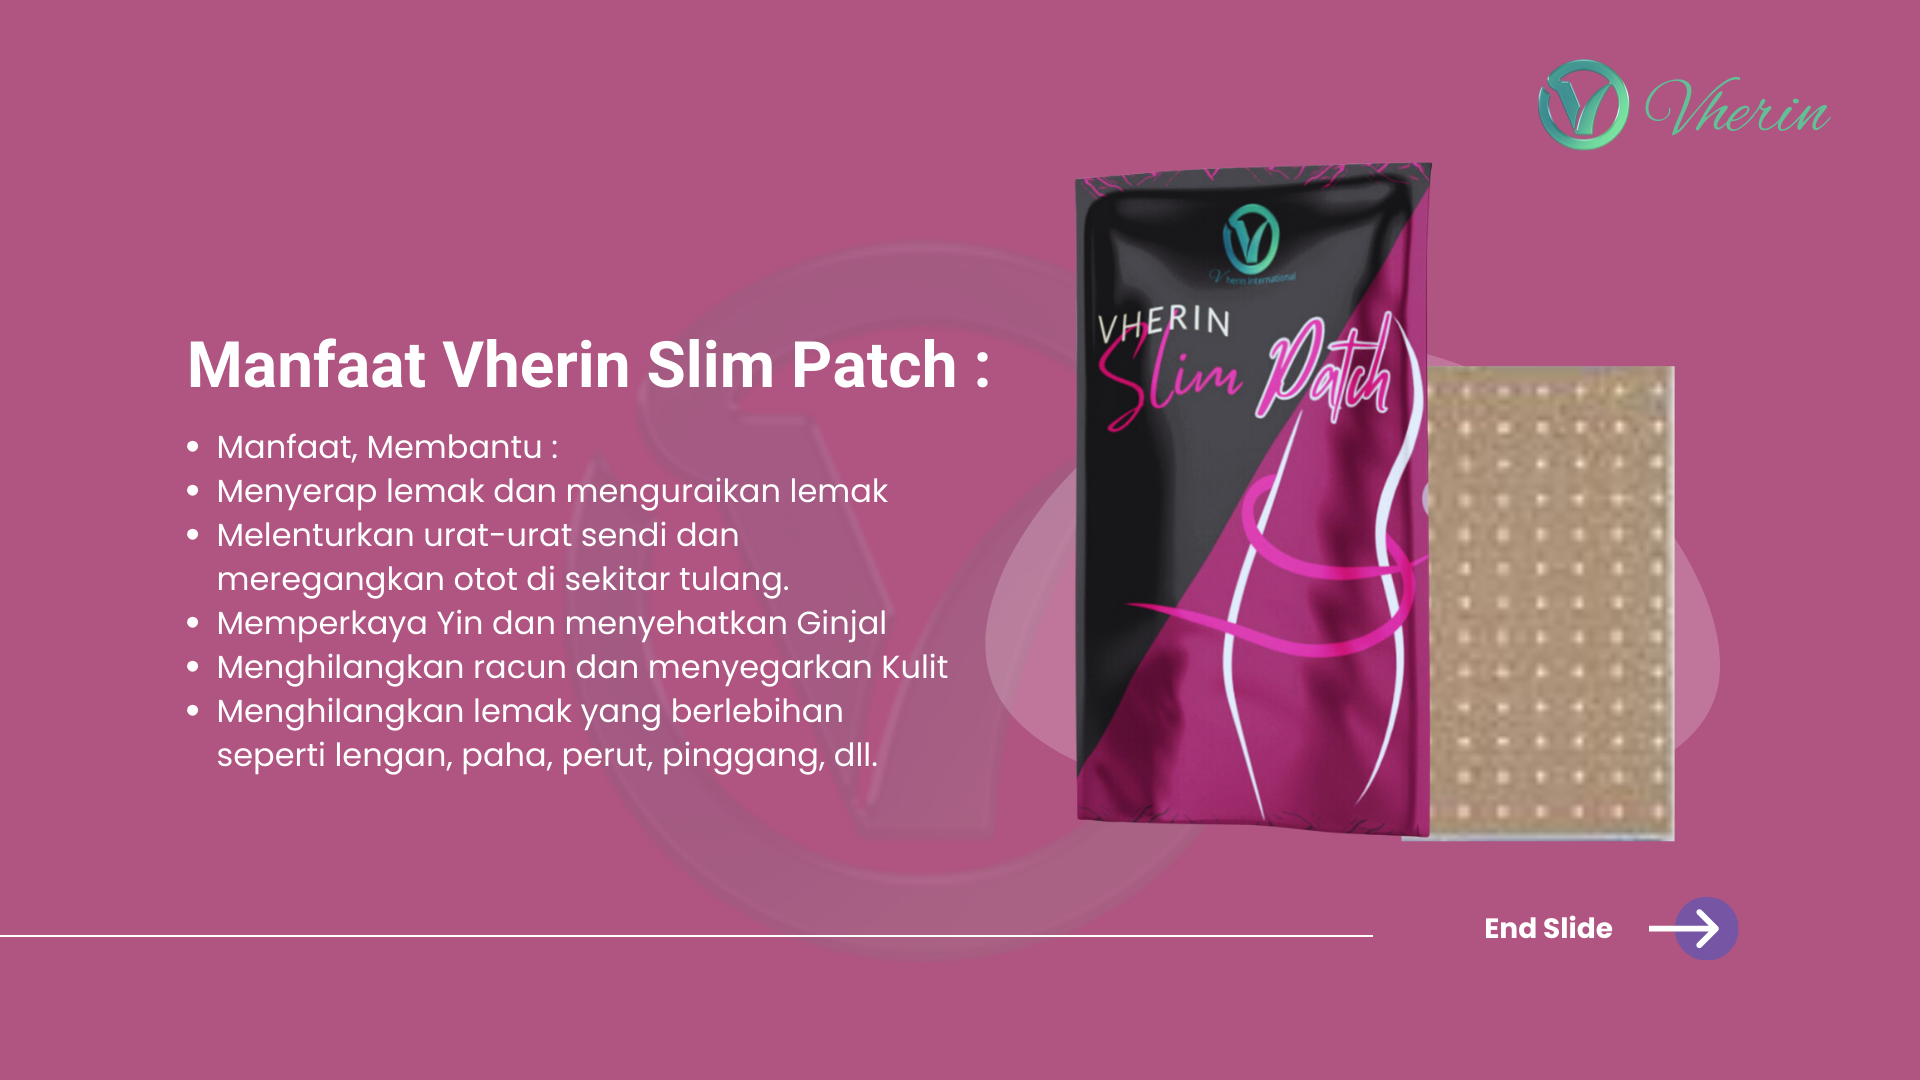 Vherin
Vherin International
VHERIN
Slim Patch
Manfaat Vherin Slim Patch :
• Manfaat, Membantu :
• Menyerap lemak dan menguraikan lemak
• Melenturkan urat-urat sendi dan
meregangkan otot di sekitar tulang.
• Memperkaya Yin dan menyehatkan Ginjal
• Menghilangkan racun dan menyegarkan Kulit
• Menghilangkan lemak yang berlebihan
seperti lengan, paha, perut, pinggang, dll.
End Slide